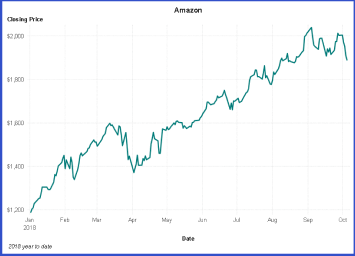 Amazon
Closing Price
$2,000
$1,800
$1,600
$1,400
$1,200
Jan Feb Mar Apr May Jun Jul Aug Sep Oct
2018
Date
2018 year to date